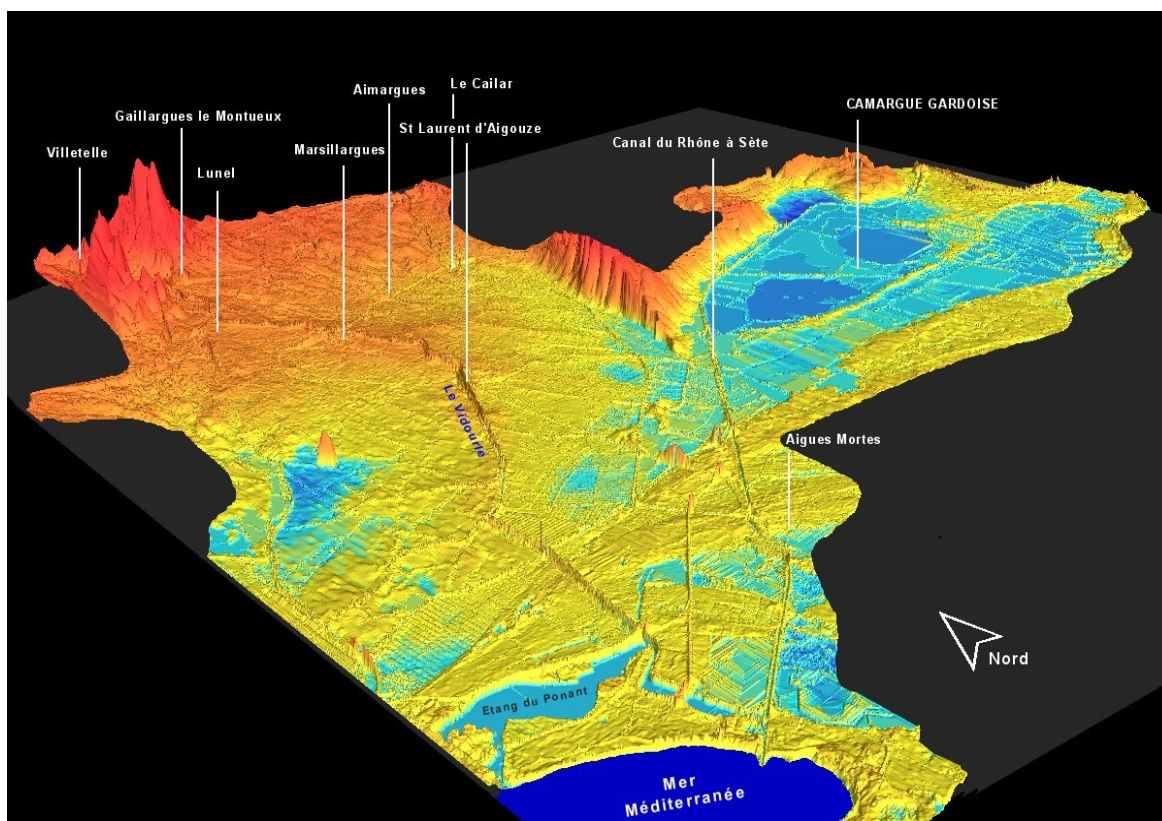 Le Cailar
Aimargues
CAMARGUE GARDOISE
Gaillargues le Montueux
St Laurent d'Aigouze
Canal du Rhône à Sète
Villetelle
Marsillargues
Lunel
Le Vidourle
Aigues Mortes
Nord
Etang du Ponant
Mer
Méditerranée